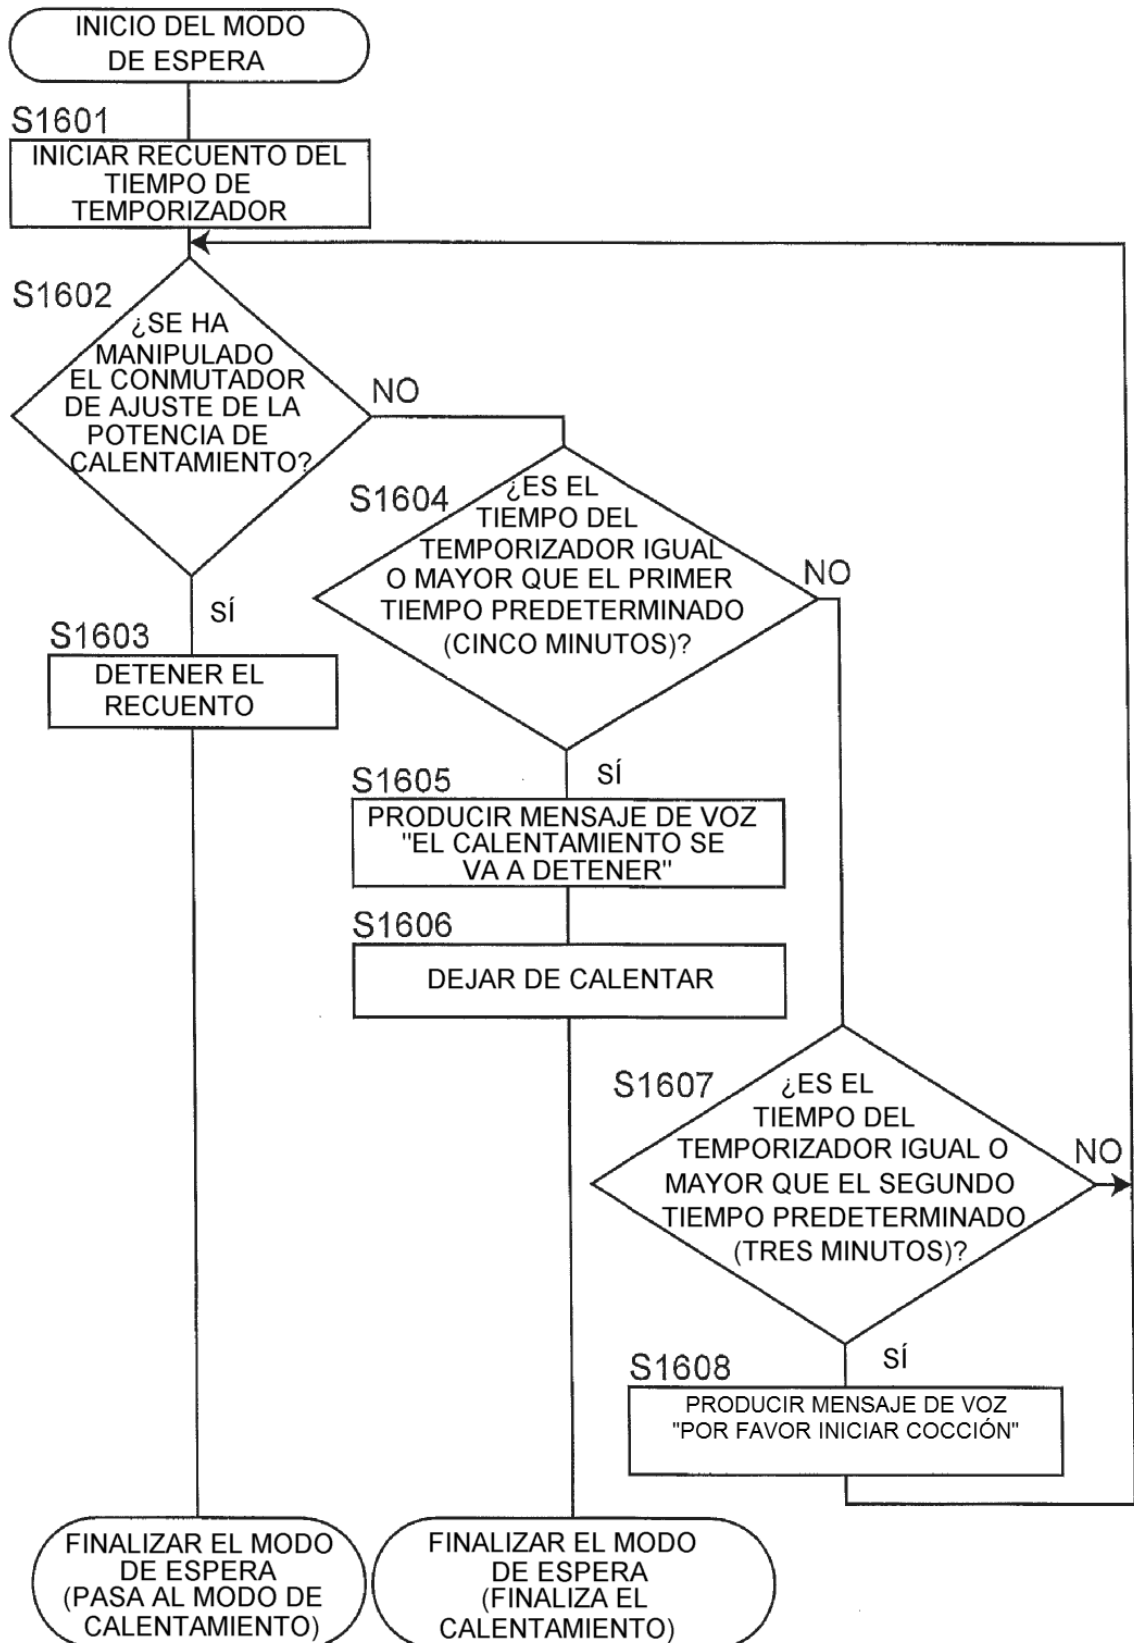 INICIO DEL MODO
DE ESPERA
S1601
INICIAR RECUENTO DEL
TIEMPO DE
TEMPORIZADOR
S1602
¿SE HA
MANIPULADO
EL CONMUTADOR
DE AJUSTE DE LA
POTENCIA DE
CALENTAMIENTO?
NO
SÍ
S1603
DETENER EL
RECUENTO
S1604
¿ES EL
TIEMPO DEL
TEMPORIZADOR IGUAL
O MAYOR QUE EL PRIMER
TIEMPO PREDETERMINADO
(CINCO MINUTOS)?
NO
SÍ
S1605
PRODUCIR MENSAJE DE VOZ
"EL CALENTAMIENTO SE
VA A DETENER"
S1606
DEJAR DE CALENTAR
S1607
¿ES EL
TIEMPO DEL
TEMPORIZADOR IGUAL O
MAYOR QUE EL SEGUNDO
TIEMPO PREDETERMINADO
(TRES MINUTOS)?
NO
SÍ
S1608
PRODUCIR MENSAJE DE VOZ
"POR FAVOR INICIAR COCCIÓN"
FINALIZAR EL MODO
DE ESPERA
(PASA AL MODO DE
CALENTAMIENTO)
FINALIZAR EL MODO
DE ESPERA
(FINALIZA EL
CALENTAMIENTO)